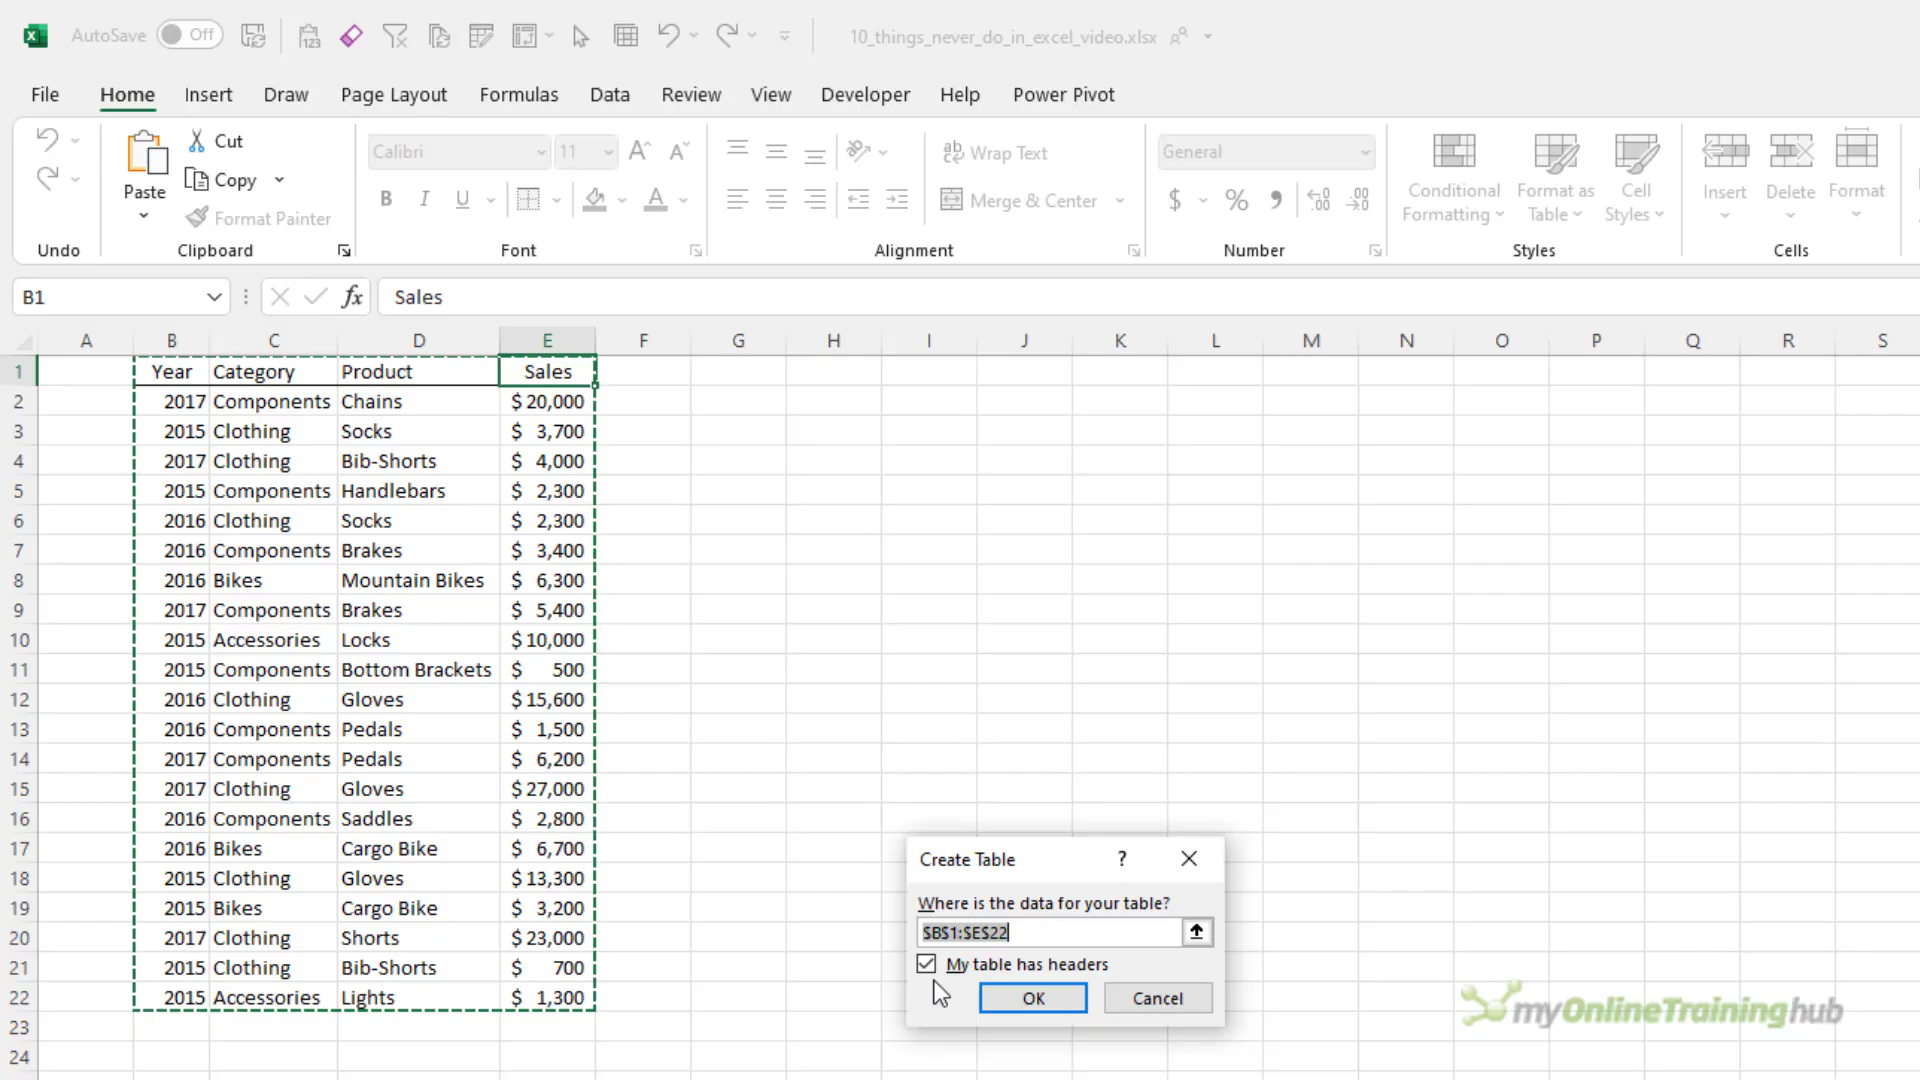 AutoSave Off 10_things_never_do_in_excel_video.xlsx
File Home Insert Draw Page Layout Formulas Data Review View Developer Help Power Pivot
Paste
Cut
Copy
Format Painter
Calibri 11
B I U A
Wrap Text
Merge & Center
General
$ % ,
Conditional
Formatting
Format as
Table
Cell
Styles
Insert
Delete
Format
Undo Clipboard Font Alignment Number Styles Cells
B1 fx Sales
A B C D E F G H I J K L M N O P Q R S
1 Year Category Product Sales
2 2017 Components Chains $ 20,000
3 2015 Clothing Socks $ 3,700
4 2017 Clothing Bib-Shorts $ 4,000
5 2015 Components Handlebars $ 2,300
6 2016 Clothing Socks $ 2,300
7 2016 Components Brakes $ 3,400
8 2016 Bikes Mountain Bikes $ 6,300
9 2017 Components Brakes $ 5,400
10 2015 Accessories Locks $ 10,000
11 2015 Components Bottom Brackets $ 500
12 2016 Clothing Gloves $ 15,600
13 2016 Components Pedals $ 1,500
14 2017 Components Pedals $ 6,200
15 2017 Clothing Gloves $ 27,000
16 2016 Components Saddles $ 2,800
17 2016 Bikes Cargo Bike $ 6,700
18 2015 Clothing Gloves $ 13,300
19 2015 Bikes Cargo Bike $ 3,200
20 2017 Clothing Shorts $ 23,000
21 2015 Clothing Bib-Shorts $ 700
22 2015 Accessories Lights $ 1,300
23
24
Create Table ?
Where is the data for your table?
$B$1:$E$22
My table has headers
OK Cancel
myOnlineTraininghub